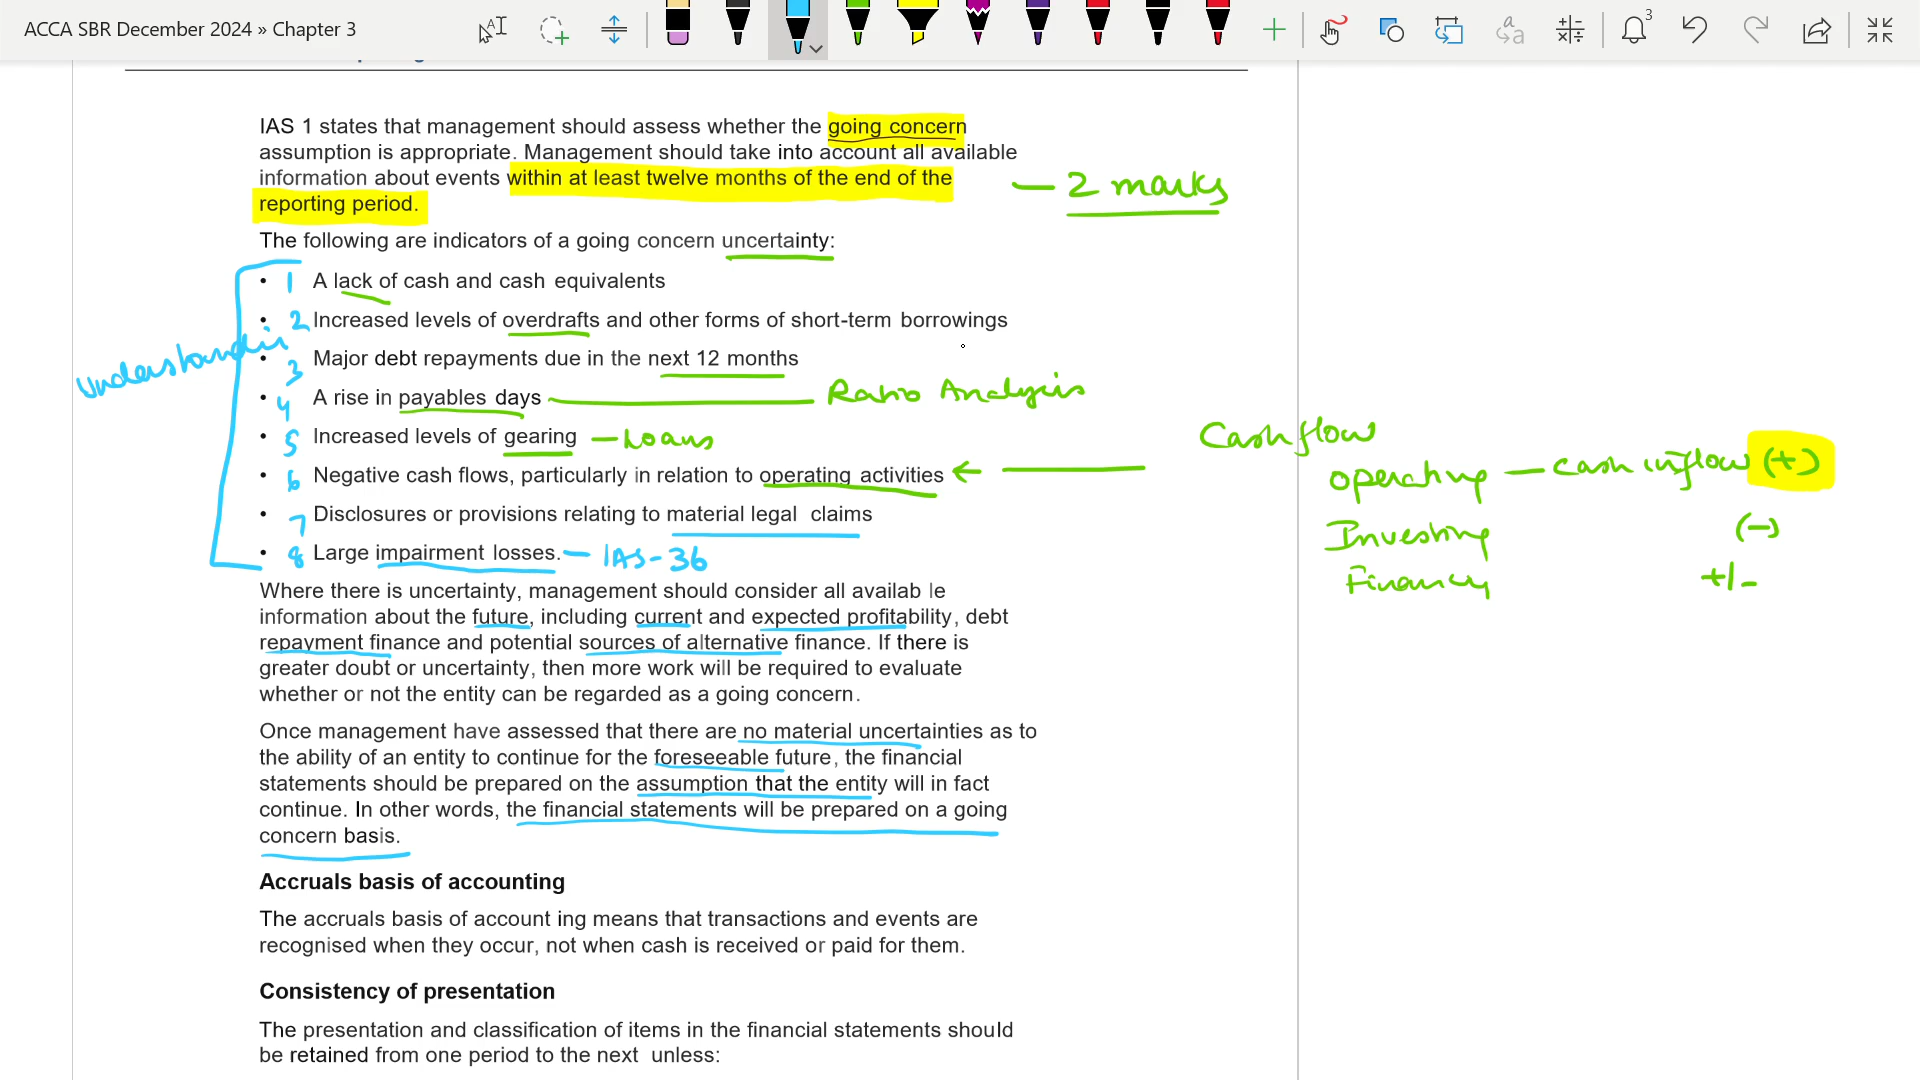 ACCA SBR December 2024 » Chapter 3
3
IAS 1 states that management should assess whether the going concern
assumption is appropriate. Management should take into account all available
information about events within at least twelve months of the end of the
reporting period.
— 2 marks
The following are indicators of a going concern uncertainty:
• 1 A lack of cash and cash equivalents
• 2 Increased levels of overdrafts and other forms of short-term borrowings
understandin
• 3 Major debt repayments due in the next 12 months
• 4 A rise in payables days — Ratio Analysis
• 5 Increased levels of gearing — Loans
Cash flow
• 6 Negative cash flows, particularly in relation to operating activities ← —
operating — cash inflow (+)
• 7 Disclosures or provisions relating to material legal claims
Investing (-)
• 8 Large impairment losses. — IAS-36
Financing +/-
Where there is uncertainty, management should consider all availab le
information about the future, including current and expected profitability, debt
repayment finance and potential sources of alternative finance. If there is
greater doubt or uncertainty, then more work will be required to evaluate
whether or not the entity can be regarded as a going concern.
Once management have assessed that there are no material uncertainties as to
the ability of an entity to continue for the foreseeable future, the financial
statements should be prepared on the assumption that the entity will in fact
continue. In other words, the financial statements will be prepared on a going
concern basis.
Accruals basis of accounting
The accruals basis of account ing means that transactions and events are
recognised when they occur, not when cash is received or paid for them.
Consistency of presentation
The presentation and classification of items in the financial statements should
be retained from one period to the next unless: